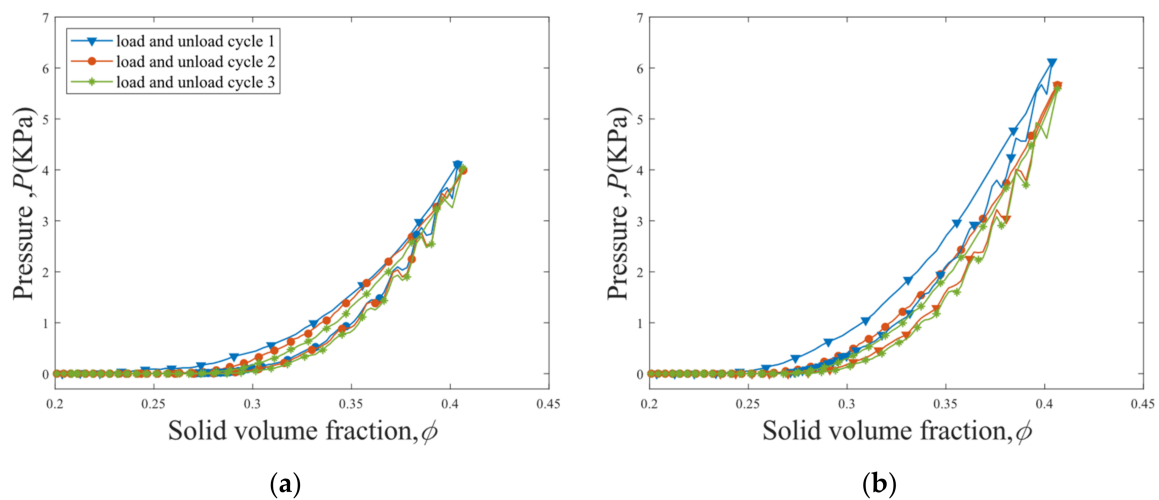 7
6
5
4
3
2
1
0
Pressure ,P(KPa)
load and unload cycle 1
load and unload cycle 2
load and unload cycle 3
0.2 0.25 0.3 0.35 0.4 0.45
Solid volume fraction,ϕ
(a)
7
6
5
4
3
2
1
0
Pressure ,P(KPa)
0.2 0.25 0.3 0.35 0.4 0.45
Solid volume fraction,ϕ
(b)